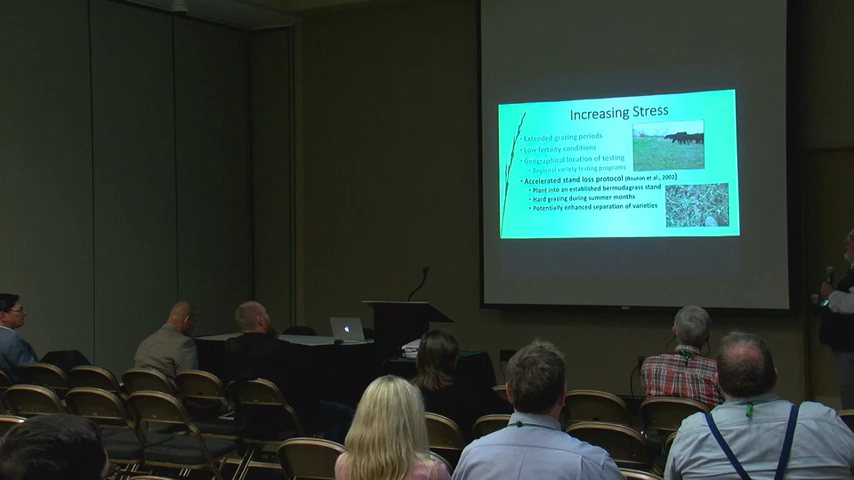 Increasing Stress
• Extended grazing periods
• Low fertility conditions
• Geographical location of testing
• Regional variety testing programs
• Accelerated stand loss protocol (Bouton et al., 2002)
• Plant into an established bermudagrass stand
• Hard grazing during summer months
• Potentially enhanced separation of varieties